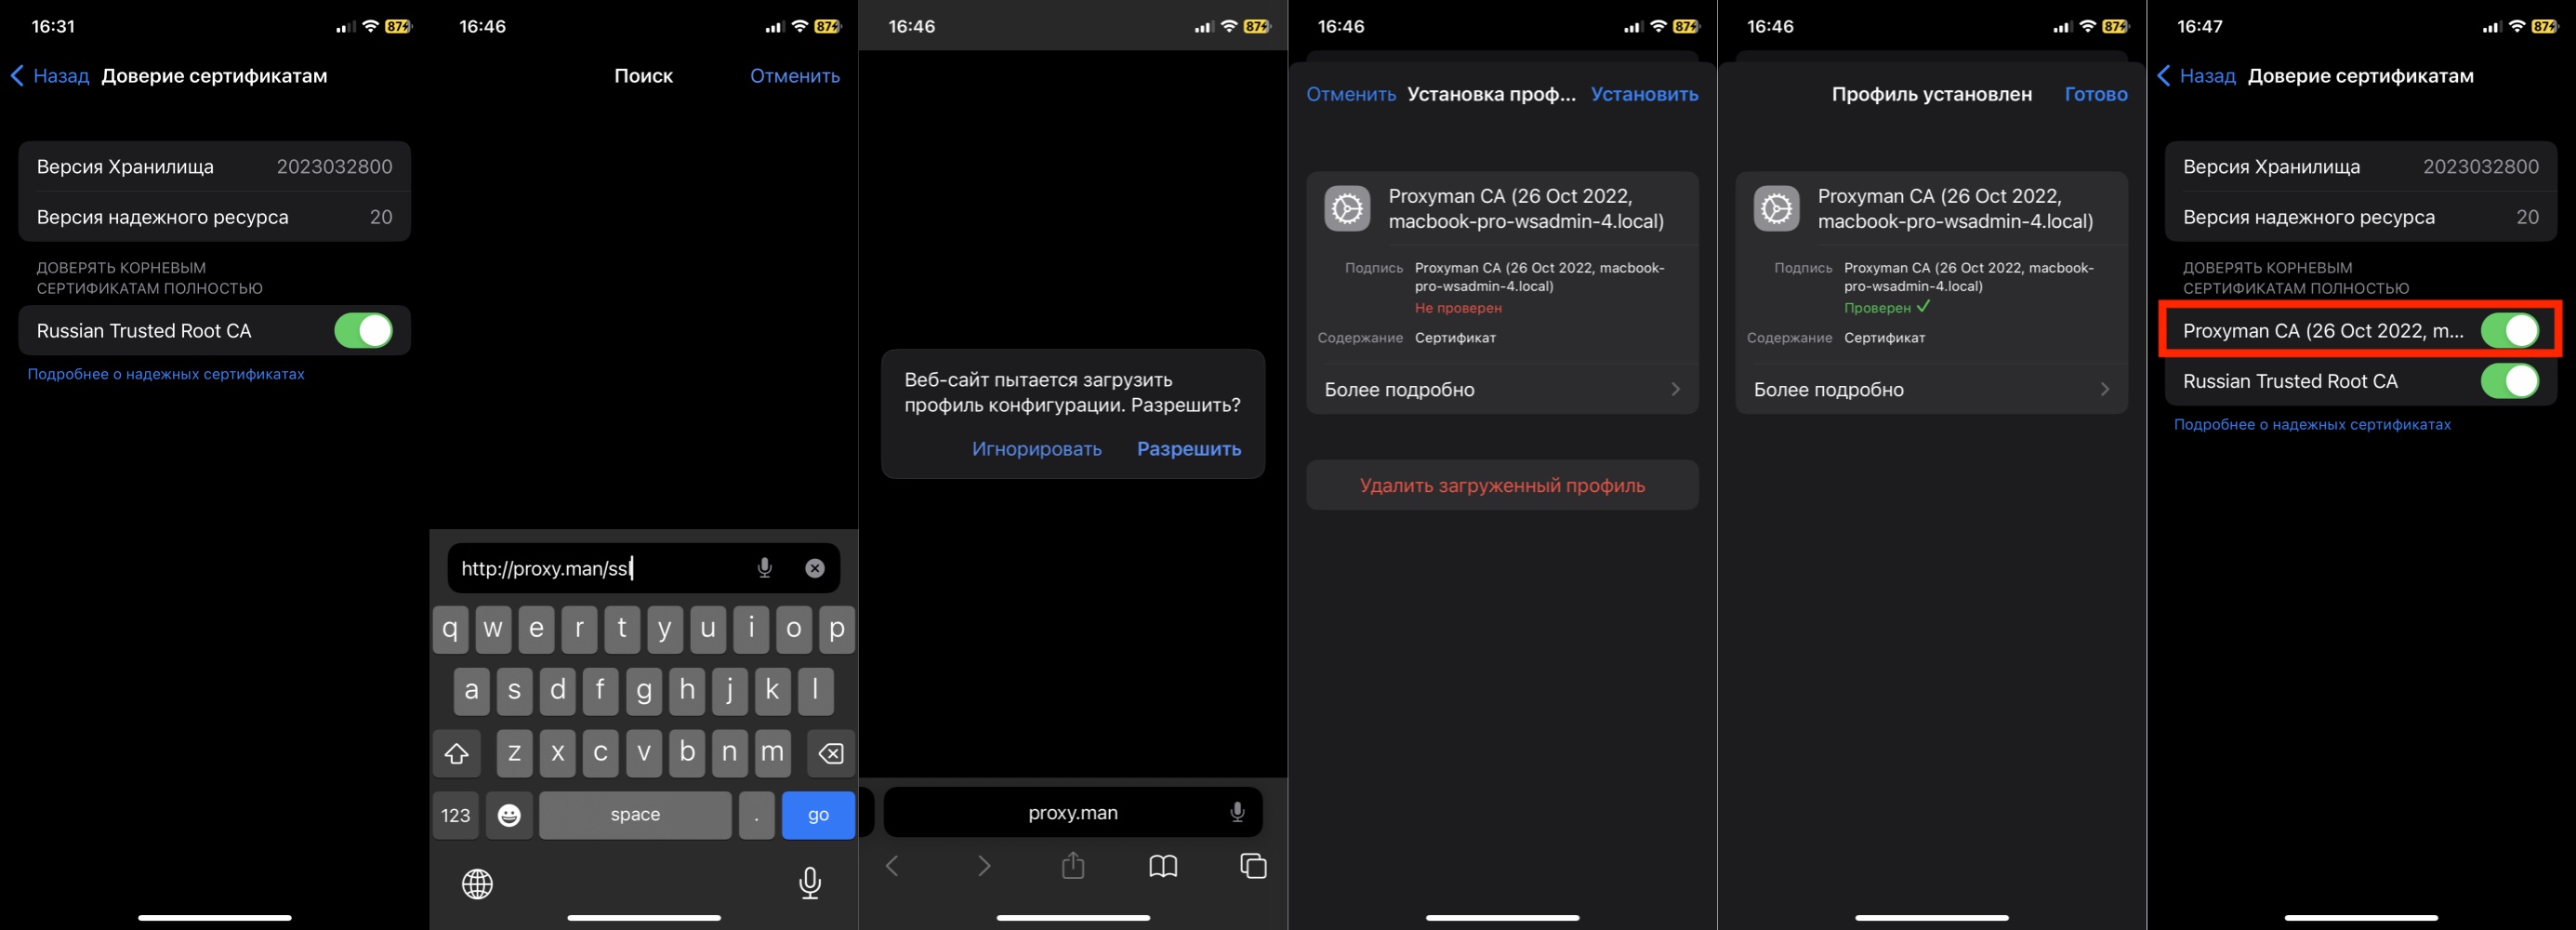 16:31
87
Назад
Доверие сертификатам
Версия Хранилища
2023032800
Версия надежного ресурса
20
ДОВЕРЯТЬ КОРНЕВЫМ
СЕРТИФИКАТАМ ПОЛНОСТЬЮ
Russian Trusted Root CA
Подробнее о надежных сертификатах
16:46
87
Поиск
Отменить
http://proxy.man/ssl
q w e r t y u i o p
a s d f g h j k l
z x c v b n m
123
space
.
go
16:46
87
Веб-сайт пытается загрузить
профиль конфигурации. Разрешить?
Игнорировать
Разрешить
proxy.man
16:46
87
Отменить
Установка проф...
Установить
Proxyman CA (26 Oct 2022,
macbook-pro-wsadmin-4.local)
Подпись
Proxyman CA (26 Oct 2022, macbook-
pro-wsadmin-4.local)
Не проверен
Содержание
Сертификат
Более подробно
Удалить загруженный профиль
16:46
87
Профиль установлен
Готово
Proxyman CA (26 Oct 2022,
macbook-pro-wsadmin-4.local)
Подпись
Proxyman CA (26 Oct 2022, macbook-
pro-wsadmin-4.local)
Проверен
Содержание
Сертификат
Более подробно
16:47
87
Назад
Доверие сертификатам
Версия Хранилища
2023032800
Версия надежного ресурса
20
ДОВЕРЯТЬ КОРНЕВЫМ
СЕРТИФИКАТАМ ПОЛНОСТЬЮ
Proxyman CA (26 Oct 2022, m...
Russian Trusted Root CA
Подробнее о надежных сертификатах